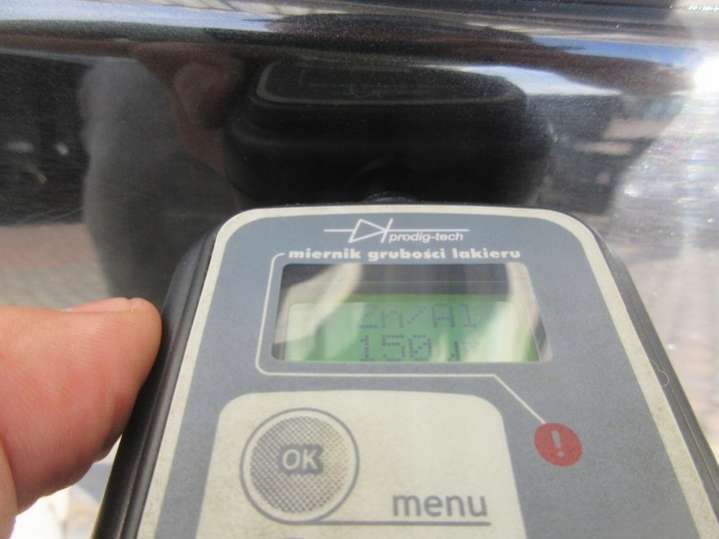 prodig-tech
miernik grubości lakieru
Zn/Al
150
OK
menu
!